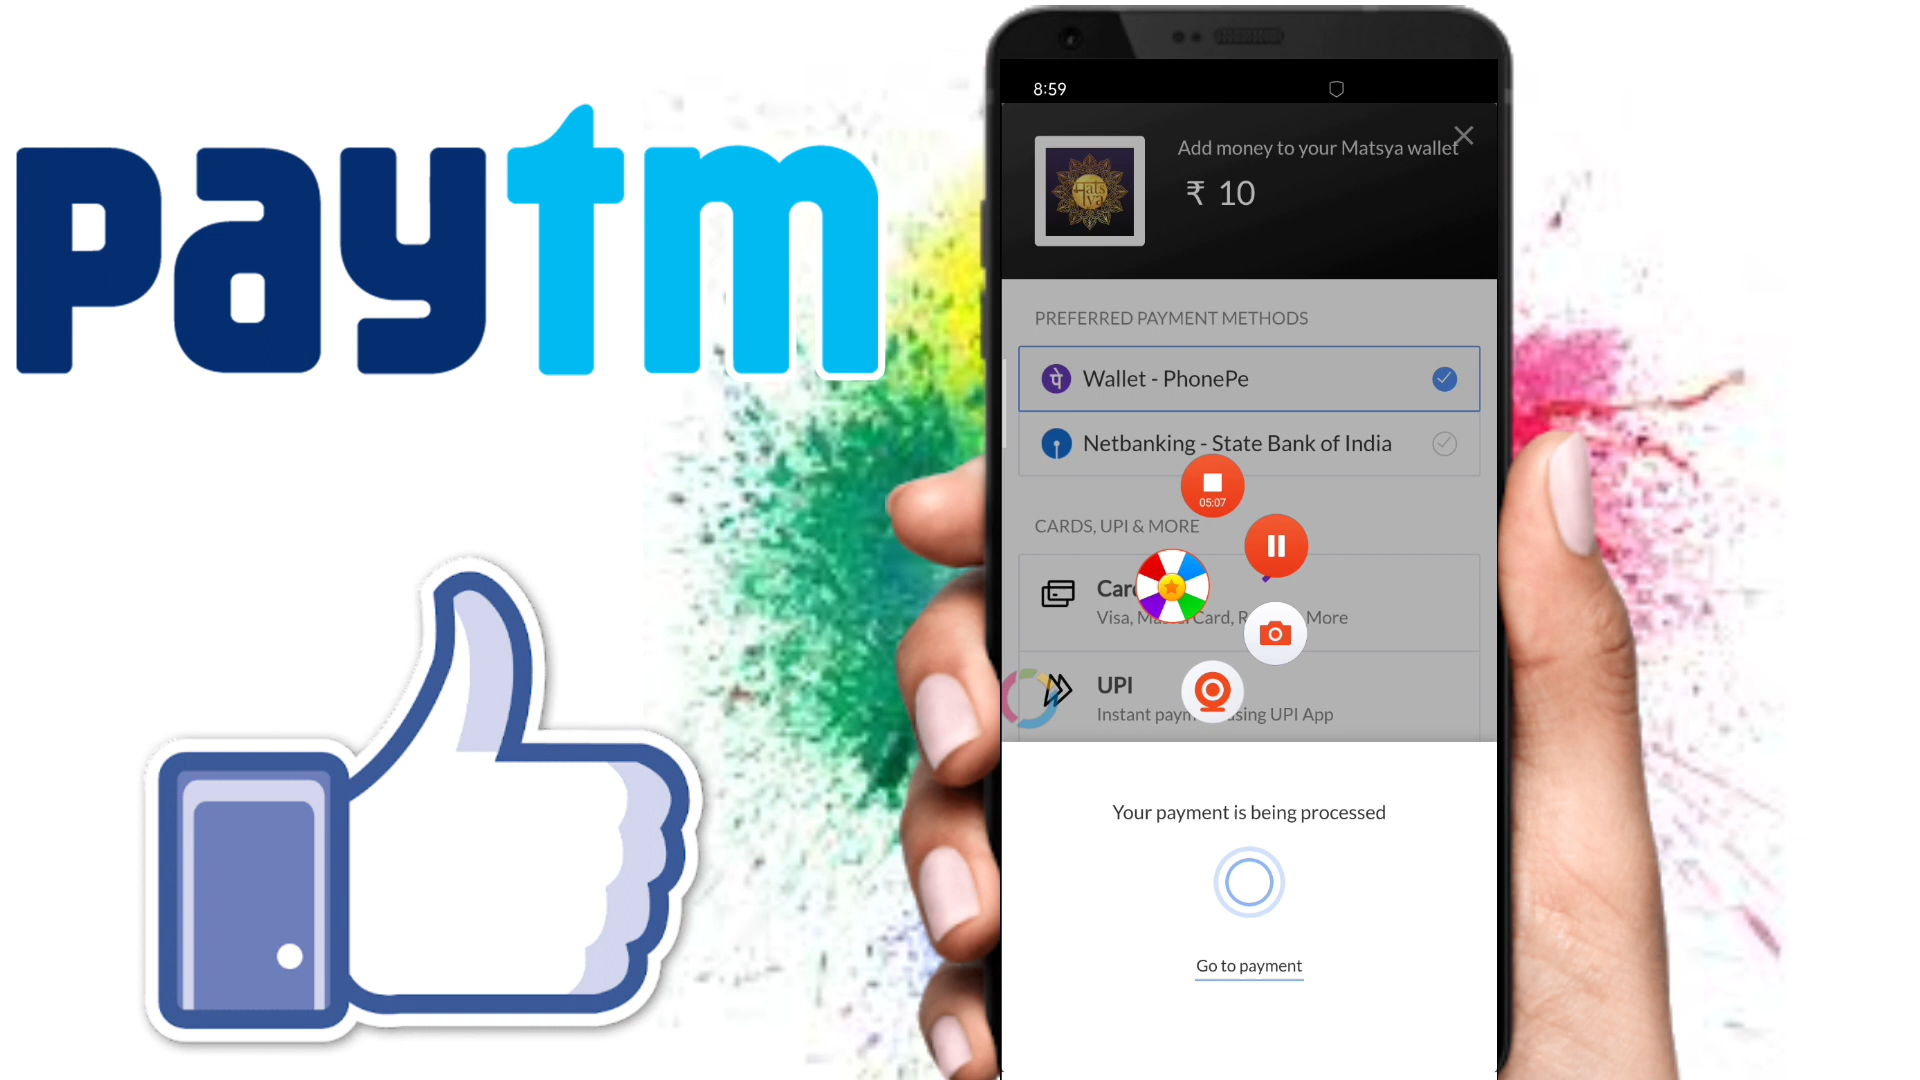 paytm
8:59
Add money to your Matsya wallet
₹ 10
मats
ya
PREFERRED PAYMENT METHODS
पे Wallet - PhonePe
Netbanking - State Bank of India
05:07
CARDS, UPI & MORE
Visa, Card, More
UPI
Instant using UPI App
Your payment is being processed
Go to payment